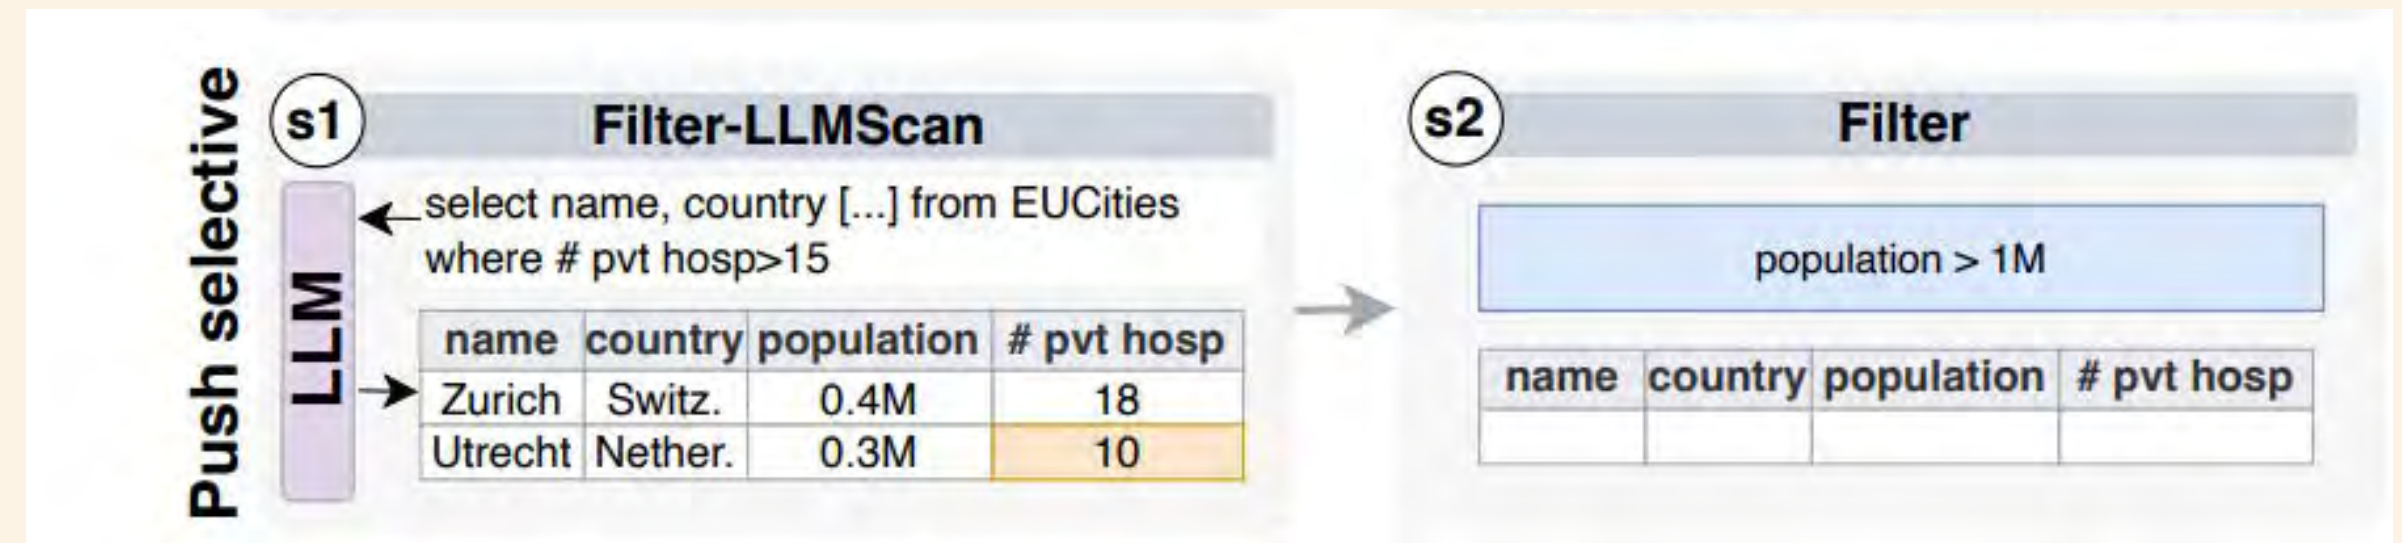 Push selective
s1
Filter-LLMScan
LLM
select name, country [...] from EUCities
where # pvt hosp>15
name country population # pvt hosp
Zurich Switz. 0.4M 18
Utrecht Nether. 0.3M 10
s2
Filter
population > 1M
name country population # pvt hosp